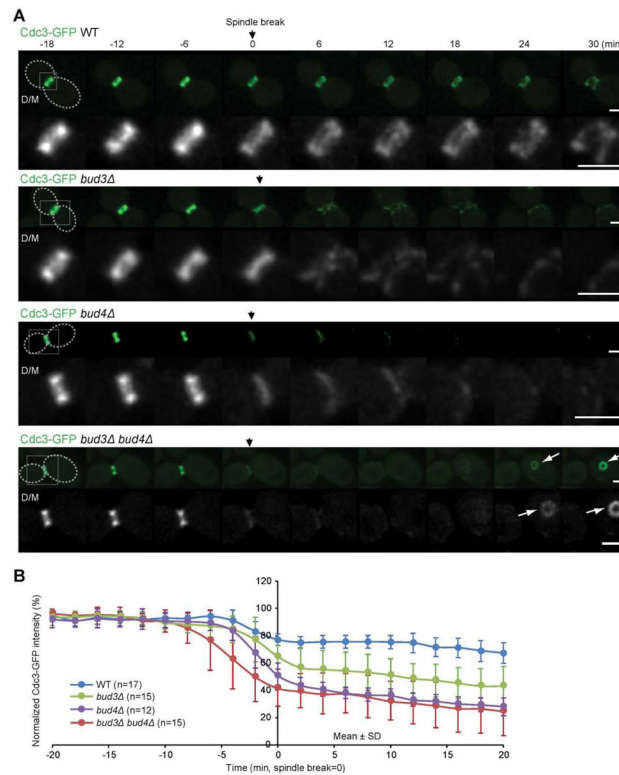 A
Spindle break
Cdc3-GFP WT
-18 -12 -6 0 6 12 18 24 30 (min)
D/M
Cdc3-GFP bud3Δ
D/M
Cdc3-GFP bud4Δ
D/M
Cdc3-GFP bud3Δ bud4Δ
D/M
B
Normalized Cdc3-GFP intensity (%)
120
100
80
60
40
20
0
WT (n=17)
bud3Δ (n=15)
bud4Δ (n=12)
bud3Δ bud4Δ (n=15)
Mean ± SD
-20 -15 -10 -5 0 5 10 15 20
Time (min, spindle break=0)